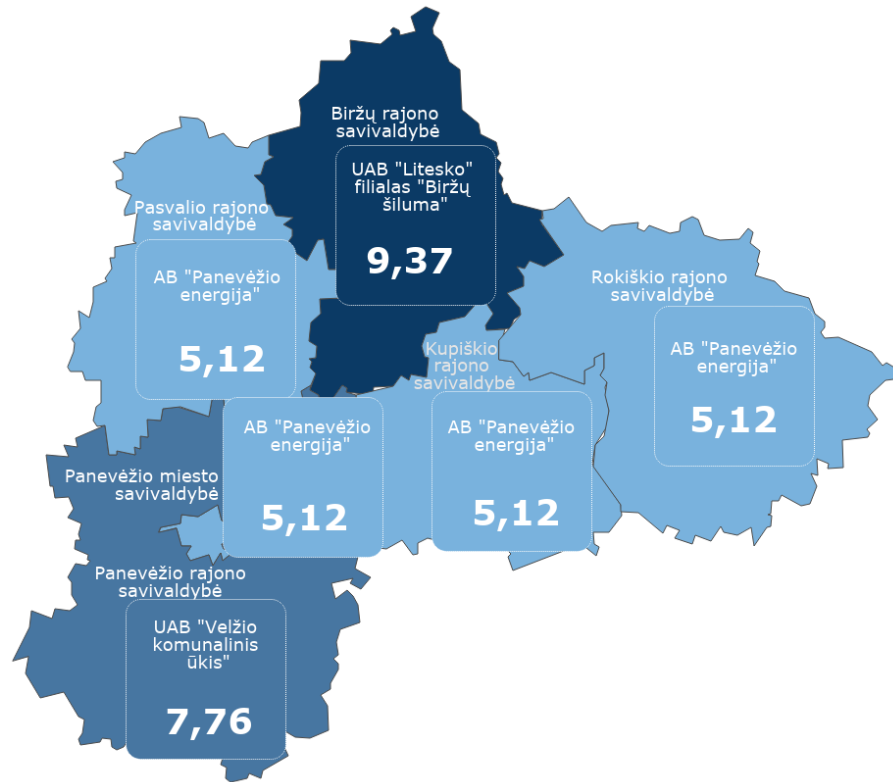 Biržų rajono
savivaldybė
UAB "Litesko"
filialas "Biržų
šiluma"
9,37
Pasvalio rajono
savivaldybė
AB "Panevėžio
energija"
5,12
Rokiškio rajono
savivaldybė
AB "Panevėžio
energija"
5,12
Kupiškio
rajono
savivaldybė
AB "Panevėžio
energija"
5,12
Panevėžio miesto
savivaldybė
AB "Panevėžio
energija"
5,12
Panevėžio rajono
savivaldybė
UAB "Velžio
komunalinis
ūkis"
7,76